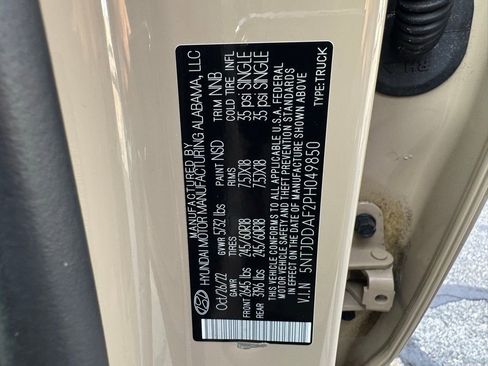 MANUFACTURED BY
HYUNDAI MOTOR MANUFACTURING ALABAMA, LLC
Oct/26/22 GVWR 5732 lbs PAINT NSD TRIM NNB
GAWR TIRES RIMS COLD TIRE INFL
FRONT 2645 lbs 245/60R18 7.5JX18 35 psi SINGLE
REAR 3196 lbs 245/60R18 7.5JX18 35 psi SINGLE
THIS VEHICLE CONFORMS TO ALL APPLICABLE U.S.A. FEDERAL
MOTOR VEHICLE SAFETY AND THEFT PREVENTION STANDARDS
IN EFFECT ON THE DATE OF MANUFACTURE SHOWN ABOVE
V.I.N 5NTJDDAF2PH049850 TYPE:TRUCK